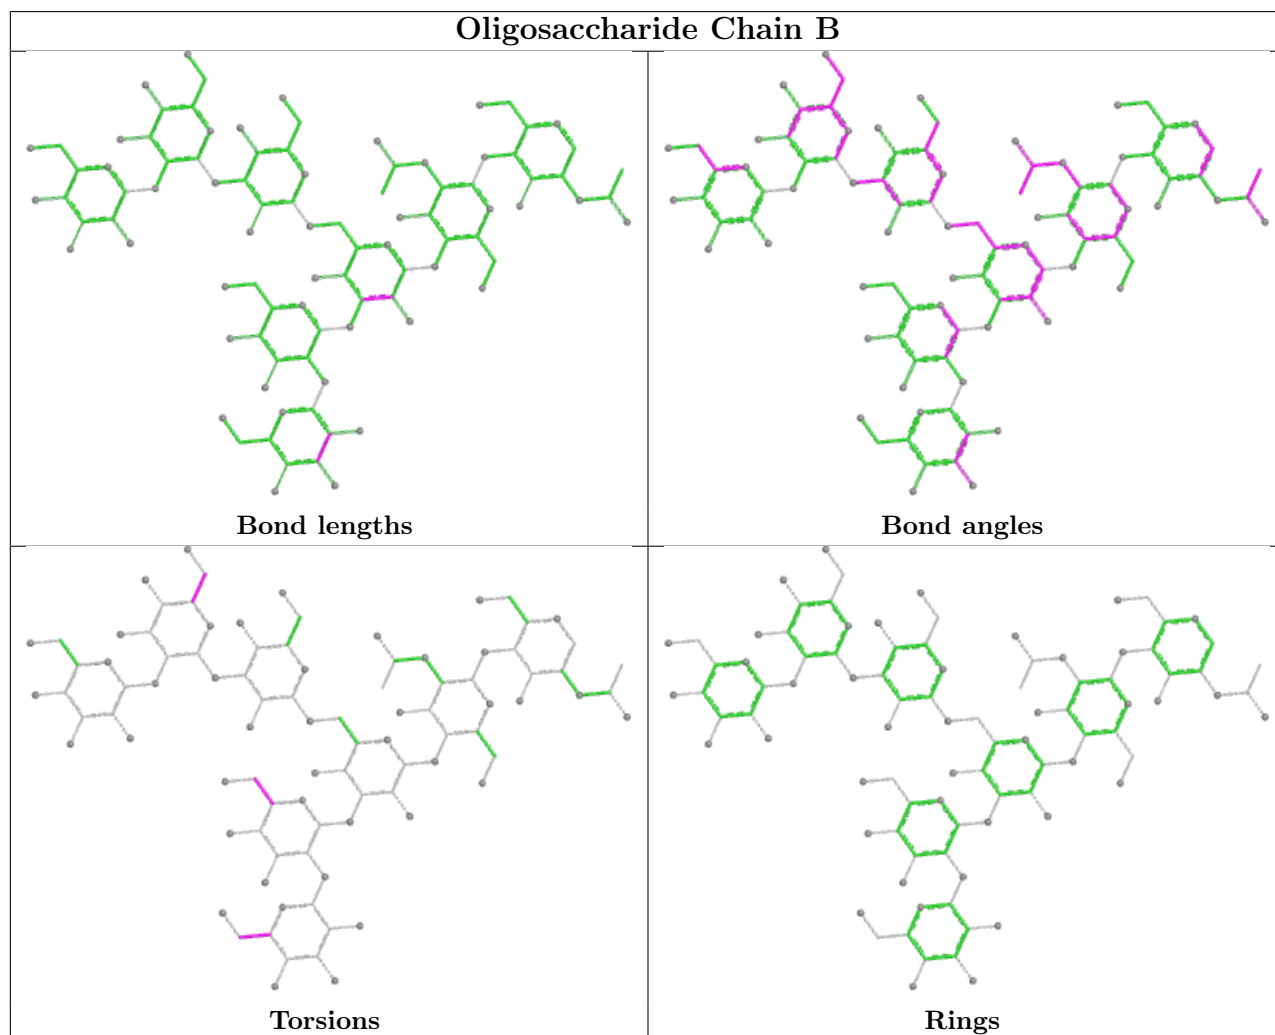 Oligosaccharide Chain B
Bond lengths
Bond angles
Torsions
Rings